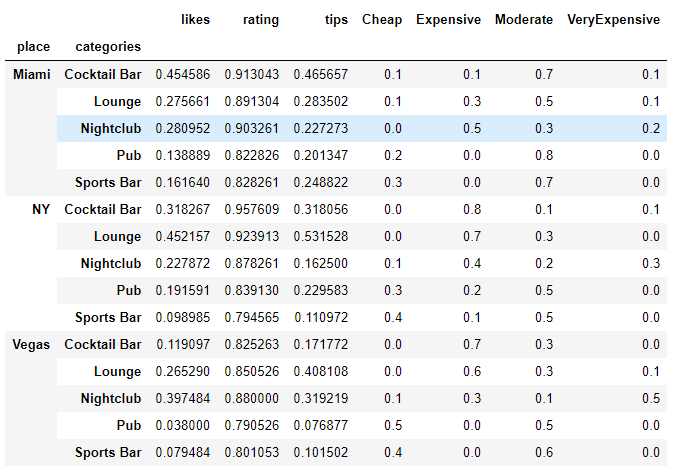 likes rating tips Cheap Expensive Moderate VeryExpensive
place categories
Miami Cocktail Bar 0.454586 0.913043 0.465657 0.1 0.1 0.7 0.1
Lounge 0.275661 0.891304 0.283502 0.1 0.3 0.5 0.1
Nightclub 0.280952 0.903261 0.227273 0.0 0.5 0.3 0.2
Pub 0.138889 0.822826 0.201347 0.2 0.0 0.8 0.0
Sports Bar 0.161640 0.828261 0.248822 0.3 0.0 0.7 0.0
NY Cocktail Bar 0.318267 0.957609 0.318056 0.0 0.8 0.1 0.1
Lounge 0.452157 0.923913 0.531528 0.0 0.7 0.3 0.0
Nightclub 0.227872 0.878261 0.162500 0.1 0.4 0.2 0.3
Pub 0.191591 0.839130 0.229583 0.3 0.2 0.5 0.0
Sports Bar 0.098985 0.794565 0.110972 0.4 0.1 0.5 0.0
Vegas Cocktail Bar 0.119097 0.825263 0.171772 0.0 0.7 0.3 0.0
Lounge 0.265290 0.850526 0.408108 0.0 0.6 0.3 0.1
Nightclub 0.397484 0.880000 0.319219 0.1 0.3 0.1 0.5
Pub 0.038000 0.790526 0.076877 0.5 0.0 0.5 0.0
Sports Bar 0.079484 0.801053 0.101502 0.4 0.0 0.6 0.0